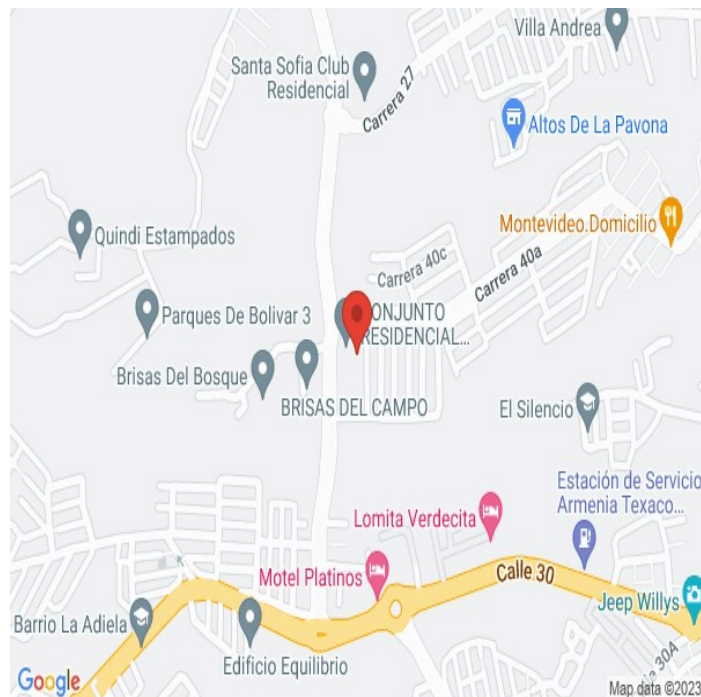 Villa Andrea
Santa Sofia Club
Residencial
Carrera 27
Altos De La Pavona
Montevideo.Domicilio
Quindi Estampados
Carrera 40c
Carrera 40a
Parques De Bolivar 3
ONJUNTO
RESIDENCIAL...
Brisas Del Bosque
BRISAS DEL CAMPO
El Silencio
Estación de Servicio
Armenia Texaco...
Lomita Verdecita
Calle 30
Motel Platinos
Jeep Willys
Barrio La Adiela
Edificio Equilibrio
le 30A
Google
Map data ©2023